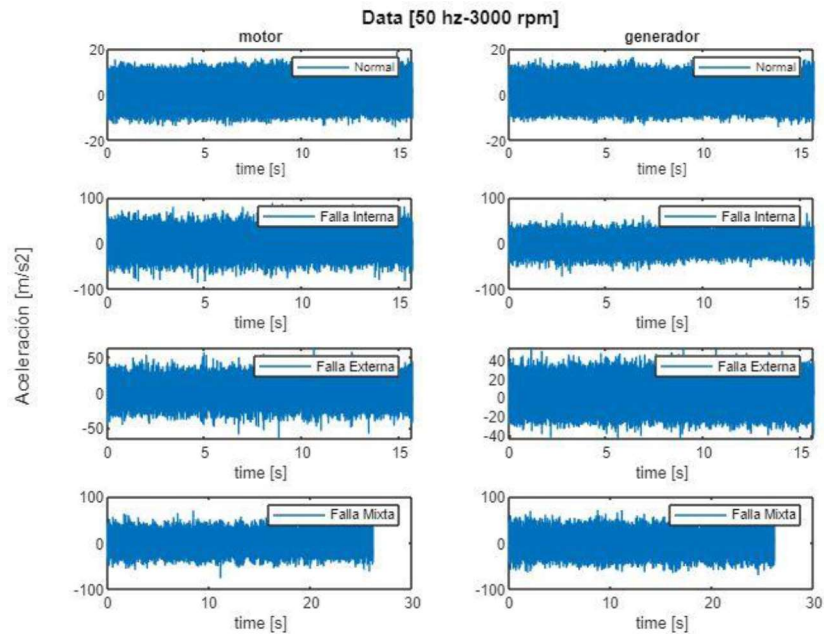 Data [50 hz-3000 rpm]
motor
generador
Aceleración [m/s2]
20
0
-20
Normal
0 5 10 15
time [s]
20
0
-20
Normal
0 5 10 15
time [s]
100
0
-100
Falla Interna
0 5 10 15
time [s]
100
0
-100
Falla Interna
0 5 10 15
time [s]
50
0
-50
Falla Externa
0 5 10 15
time [s]
40
20
0
-20
-40
Falla Externa
0 5 10 15
time [s]
100
0
-100
Falla Mixta
0 10 20 30
time [s]
100
0
-100
Falla Mixta
0 10 20 30
time [s]